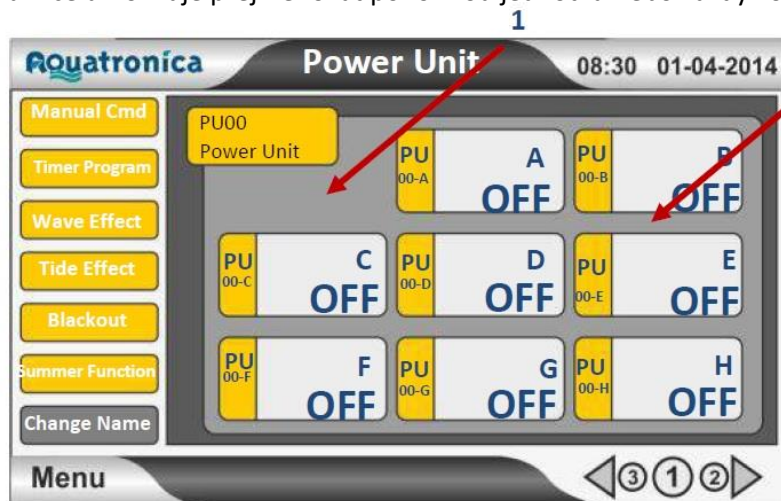 1
AQuatronica Power Unit 08:30 01-04-2014
Manual Cmd
Timer Program
Wave Effect
Tide Effect
Blackout
Summer Function
Change Name
PU00
Power Unit
PU 00-A A OFF
PU 00-B B OFF
PU 00-C C OFF
PU 00-D D OFF
PU 00-E E OFF
PU 00-F F OFF
PU 00-G G OFF
PU 00-H H OFF
Menu
3 1 2